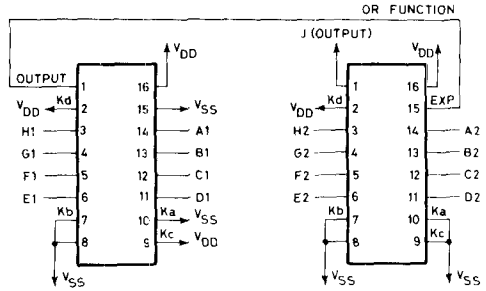 OR FUNCTION
J (OUTPUT)
VDD
VDD
OUTPUT
1 16
1 16
Kd
Kd
EXP
VDD 2 15 VSS
VDD 2 15
H1 3 14 A1
H2 3 14 A2
G1 4 13 B1
G2 4 13 B2
F1 5 12 C1
F2 5 12 C2
E1 6 11 D1
E2 6 11 D2
Kb Ka
Kb Ka
7 10 VSS
7 10
Kc
Kc
8 9 VDD
8 9
VSS
VSS
VSS